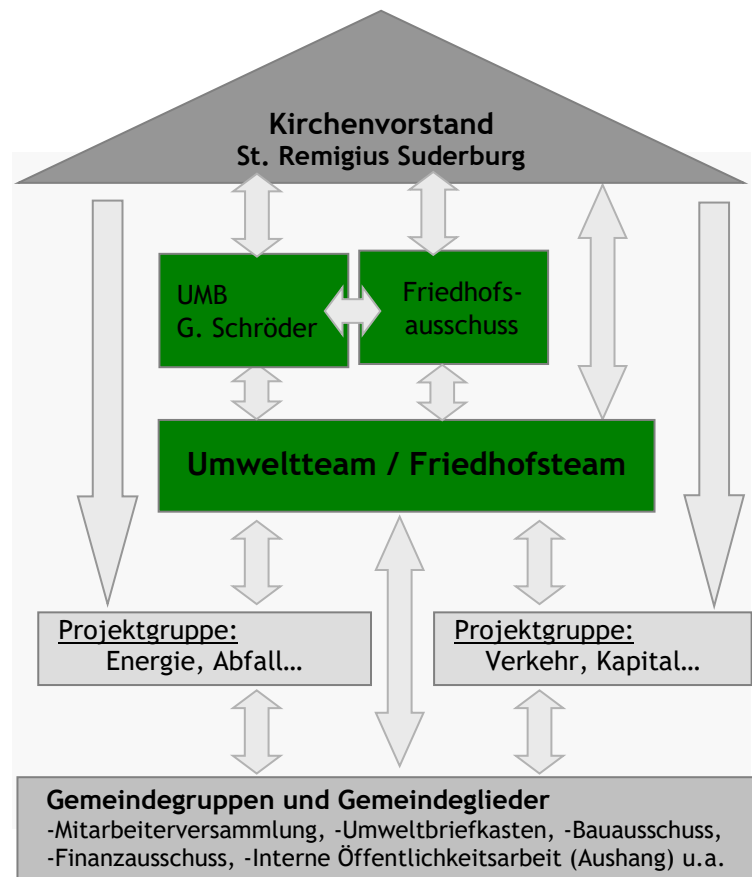 Kirchenvorstand
St. Remigius Suderburg
UMB
G. Schröder
Friedhofs-
ausschuss
Umweltteam / Friedhofsteam
Projektgruppe:
Energie, Abfall…
Projektgruppe:
Verkehr, Kapital…
Gemeindegruppen und Gemeindeglieder
-Mitarbeiterversammlung, -Umweltbriefkasten, -Bauausschuss,
-Finanzausschuss, -Interne Öffentlichkeitsarbeit (Aushang) u.a.